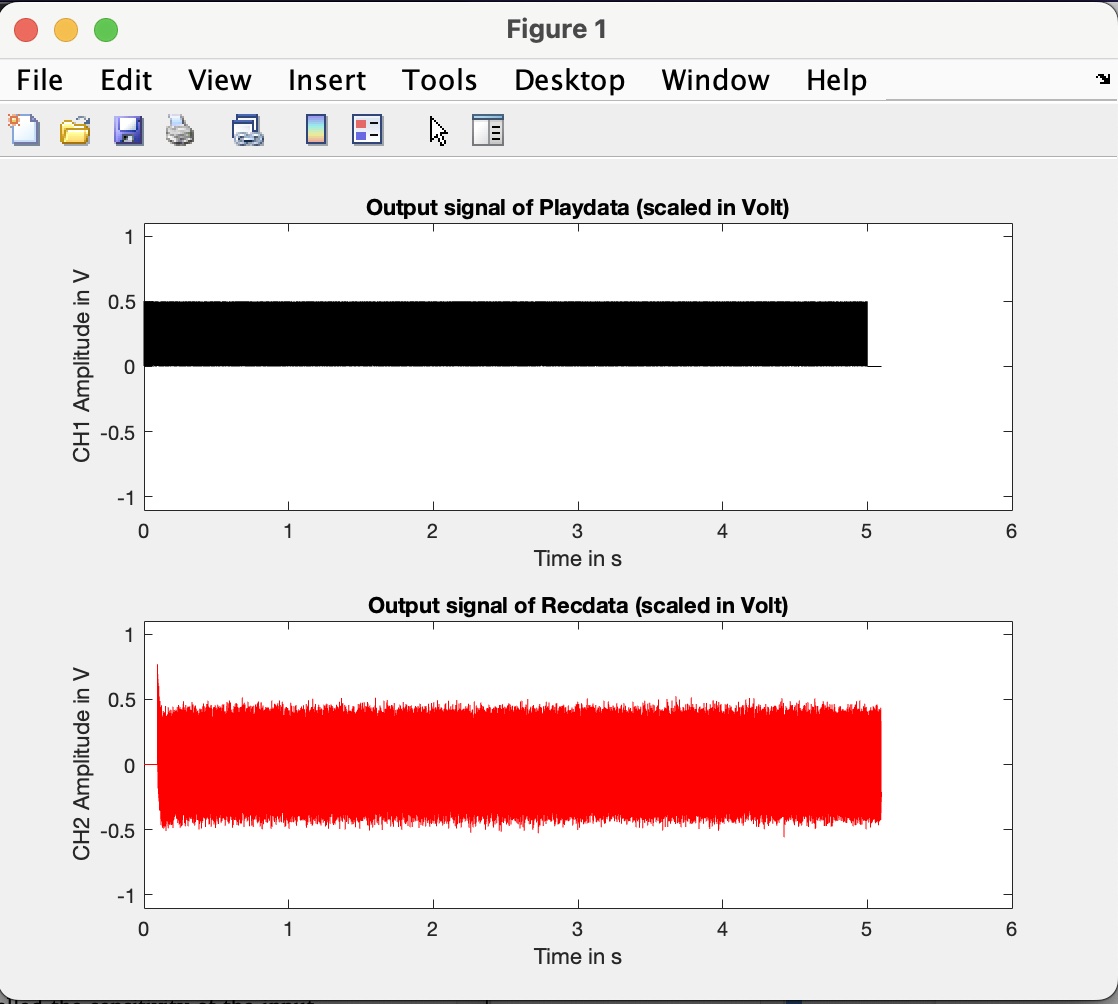 Figure 1
File Edit View Insert Tools Desktop Window Help
Output signal of Playdata (scaled in Volt)
CH1 Amplitude in V
1
0.5
0
-0.5
-1
0 1 2 3 4 5 6
Time in s
Output signal of Recdata (scaled in Volt)
CH2 Amplitude in V
1
0.5
0
-0.5
-1
0 1 2 3 4 5 6
Time in s